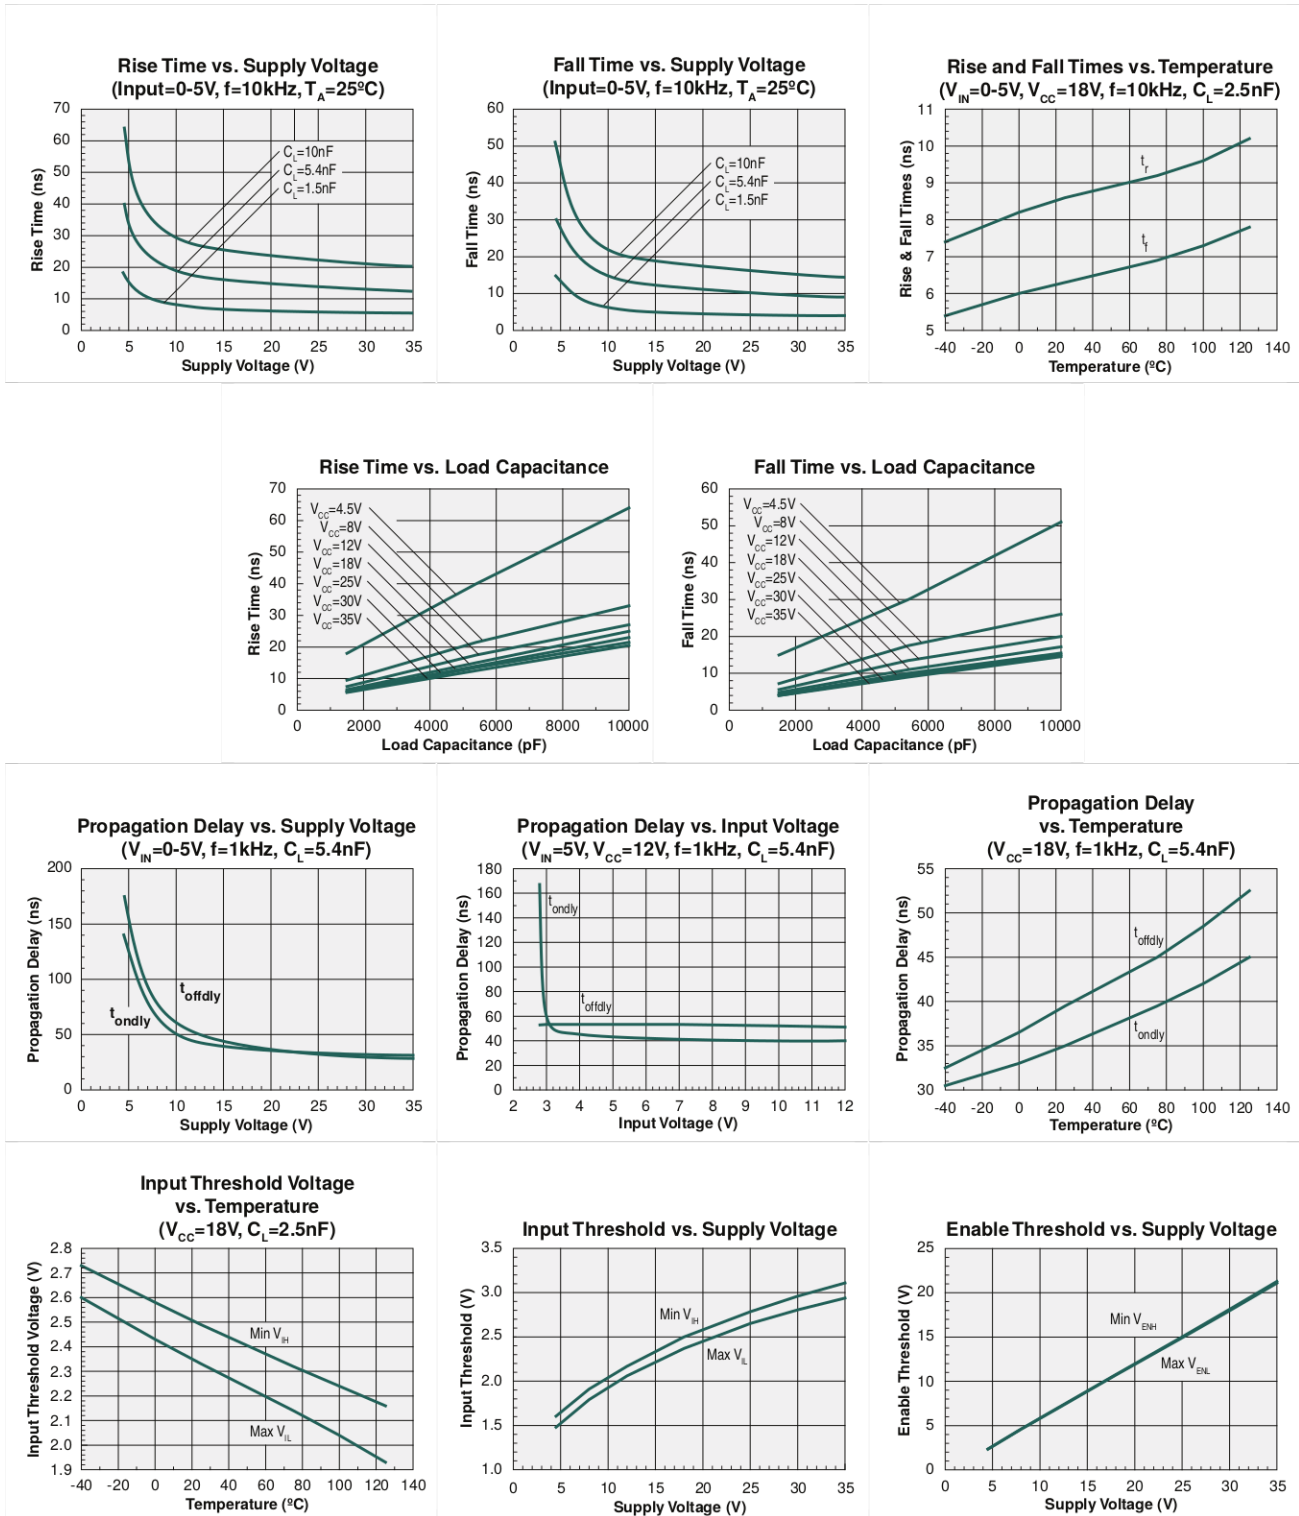 Rise Time vs. Supply Voltage
(Input=0-5V, f=10kHz, TA=25ºC)
Rise Time (ns)
70
60
50
40
30
20
10
0
CL=10nF
CL=5.4nF
CL=1.5nF
0 5 10 15 20 25 30 35
Supply Voltage (V)
Fall Time vs. Supply Voltage
(Input=0-5V, f=10kHz, TA=25ºC)
Fall Time (ns)
60
50
40
30
20
10
0
CL=10nF
CL=5.4nF
CL=1.5nF
0 5 10 15 20 25 30 35
Supply Voltage (V)
Rise and Fall Times vs. Temperature
(VIN=0-5V, VCC=18V, f=10kHz, CL=2.5nF)
Rise & Fall Times (ns)
11
10
9
8
7
6
5
tr
tf
-40 -20 0 20 40 60 80 100 120 140
Temperature (ºC)
Rise Time vs. Load Capacitance
Rise Time (ns)
70
60
50
40
30
20
10
0
VCC=4.5V
VCC=8V
VCC=12V
VCC=18V
VCC=25V
VCC=30V
VCC=35V
0 2000 4000 6000 8000 10000
Load Capacitance (pF)
Fall Time vs. Load Capacitance
Fall Time (ns)
60
50
40
30
20
10
0
VCC=4.5V
VCC=8V
VCC=12V
VCC=18V
VCC=25V
VCC=30V
VCC=35V
0 2000 4000 6000 8000 10000
Load Capacitance (pF)
Propagation Delay vs. Supply Voltage
(VIN=0-5V, f=1kHz, CL=5.4nF)
Propagation Delay (ns)
200
150
100
50
0
toffdly
tondly
0 5 10 15 20 25 30 35
Supply Voltage (V)
Propagation Delay vs. Input Voltage
(VIN=5V, VCC=12V, f=1kHz, CL=5.4nF)
Propagation Delay (ns)
180
160
140
120
100
80
60
40
20
0
tondly
toffdly
2 3 4 5 6 7 8 9 10 11 12
Input Voltage (V)
Propagation Delay
vs. Temperature
(VCC=18V, f=1kHz, CL=5.4nF)
Propagation Delay (ns)
55
50
45
40
35
30
toffdly
tondly
-40 -20 0 20 40 60 80 100 120 140
Temperature (ºC)
Input Threshold Voltage
vs. Temperature
(VCC=18V, CL=2.5nF)
Input Threshold Voltage (V)
2.8
2.7
2.6
2.5
2.4
2.3
2.2
2.1
2.0
1.9
Min VIH
Max VIL
-40 -20 0 20 40 60 80 100 120 140
Temperature (ºC)
Input Threshold vs. Supply Voltage
Input Threshold (V)
3.5
3.0
2.5
2.0
1.5
1.0
Min VIH
Max VIL
0 5 10 15 20 25 30 35
Supply Voltage (V)
Enable Threshold vs. Supply Voltage
Enable Threshold (V)
25
20
15
10
5
0
Min VENH
Max VENL
0 5 10 15 20 25 30 35
Supply Voltage (V)